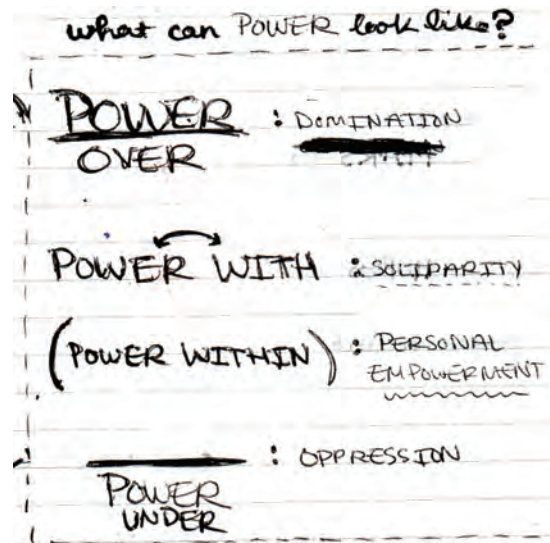 what can POWER look like?
POWER : DOMINATION
OVER
POWER WITH : SOLIDARITY
(POWER WITHIN) : PERSONAL
EMPOWERMENT
: OPPRESSION
POWER
UNDER